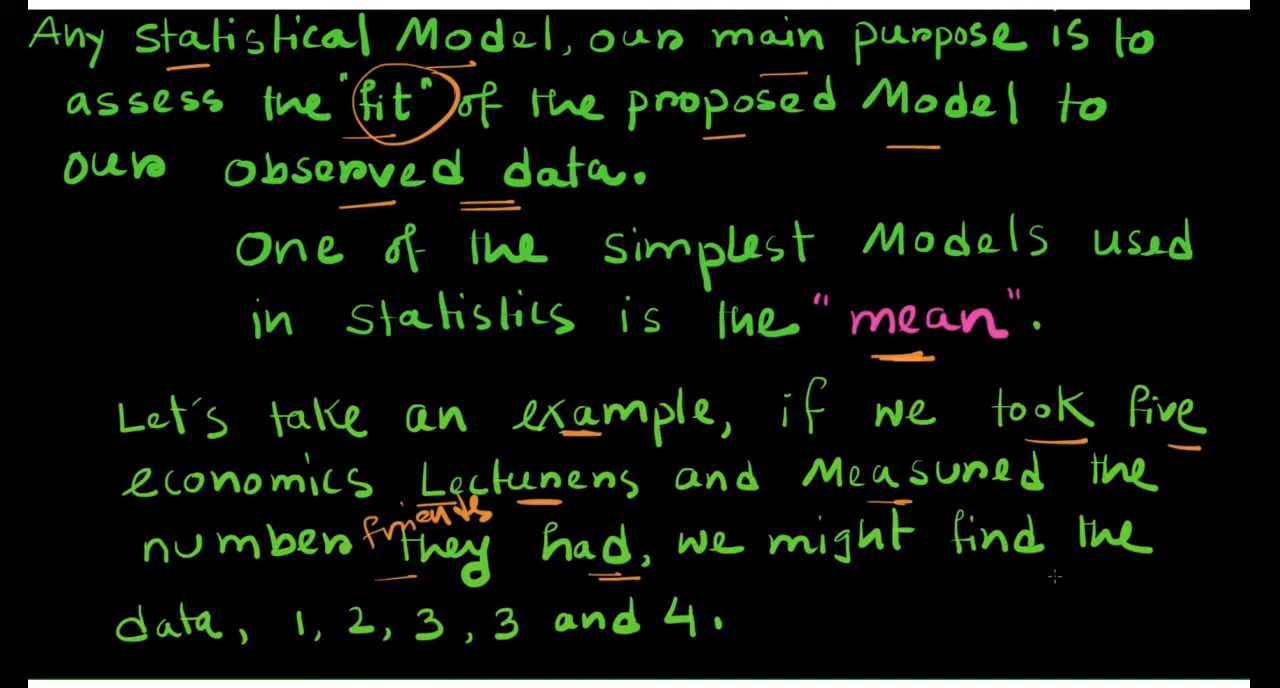 Any statistical Model, our main purpose is to
assess the "fit" of the proposed Model to
our observed data.
One of the simplest Models used
in statistics is the "mean".
Let's take an example, if we took five
economics Lecturers and Measured the
number friends they had, we might find the
data, 1, 2, 3, 3 and 4.